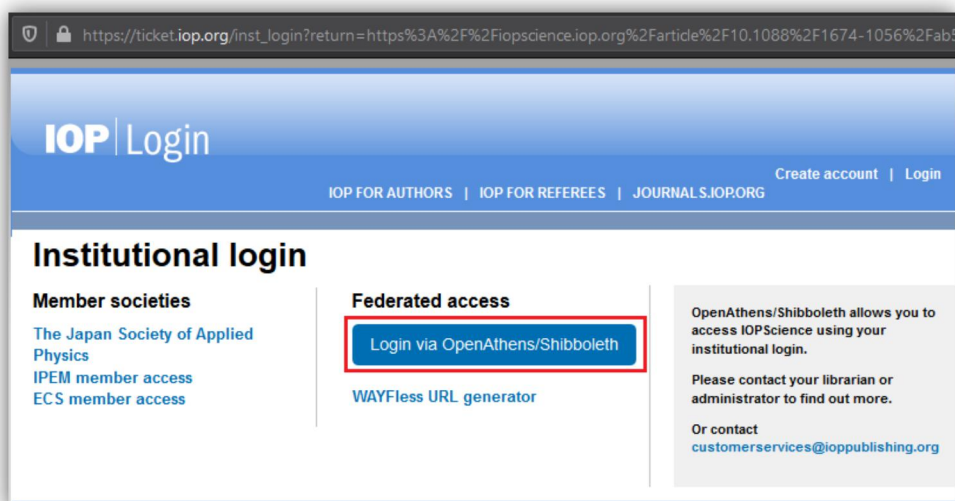 https://ticket.iop.org/inst_login?return=https%3A%2F%2Fiopscience.iop.org%2Farticle%2F10.1088%2F1674-1056%2Fab5
IOP Login
Create account | Login
IOP FOR AUTHORS | IOP FOR REFEREES | JOURNALS.IOP.ORG
Institutional login
Member societies
The Japan Society of Applied
Physics
IPEM member access
ECS member access
Federated access
Login via OpenAthens/Shibboleth
WAYFless URL generator
OpenAthens/Shibboleth allows you to
access IOPScience using your
institutional login.
Please contact your librarian or
administrator to find out more.
Or contact
customerservices@ioppublishing.org